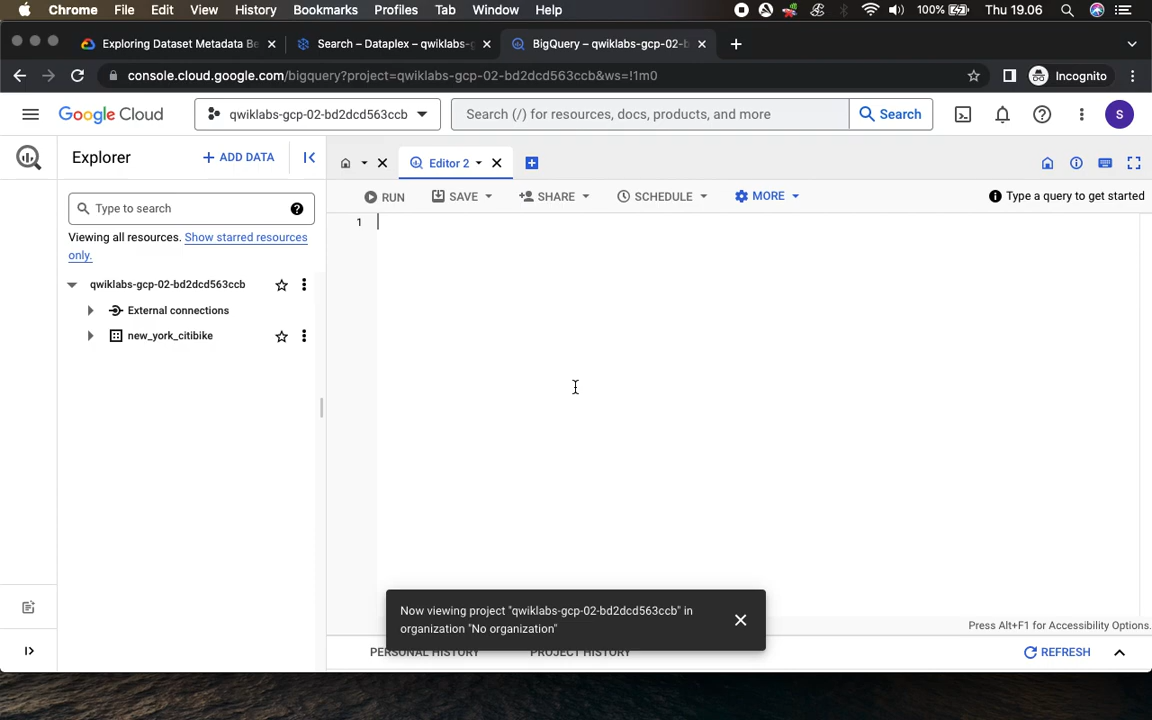 Chrome File Edit View History Bookmarks Profiles Tab Window Help 100% Thu 19.06
Exploring Dataset Metadata Be Search – Dataplex – qwiklabs- BigQuery – qwiklabs-gcp-02-b
console.cloud.google.com/bigquery?project=qwiklabs-gcp-02-bd2dcd563ccb&ws=!1m0 Incognito
Google Cloud qwiklabs-gcp-02-bd2dcd563ccb Search (/) for resources, docs, products, and more Search S
Explorer + ADD DATA Editor 2
RUN SAVE SHARE SCHEDULE MORE Type a query to get started
Type to search
1
Viewing all resources. Show starred resources
only.
qwiklabs-gcp-02-bd2dcd563ccb
External connections
new_york_citibike
Now viewing project "qwiklabs-gcp-02-bd2dcd563ccb" in
organization "No organization"
Press Alt+F1 for Accessibility Options.
PERSONAL HISTORY PROJECT HISTORY REFRESH